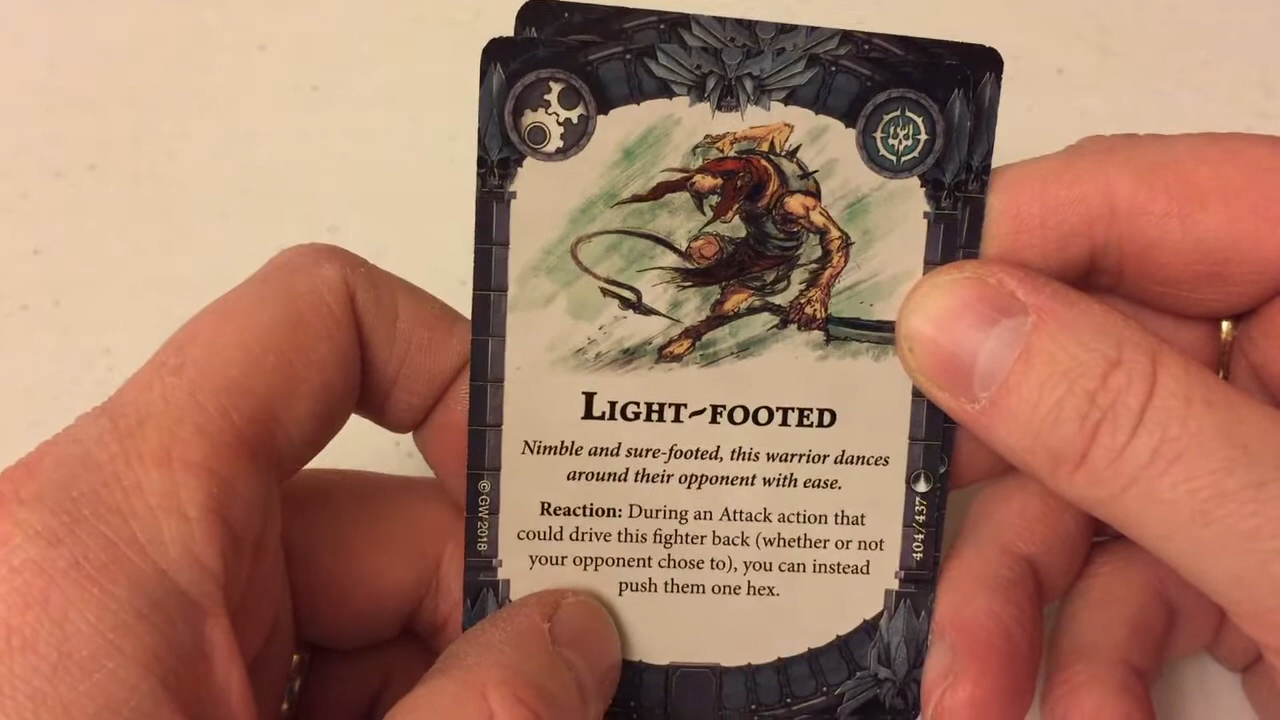 LIGHT-FOOTED
Nimble and sure-footed, this warrior dances
around their opponent with ease.
Reaction: During an Attack action that
could drive this fighter back (whether or not
your opponent chose to), you can instead
push them one hex.
© GW 2018
404/437